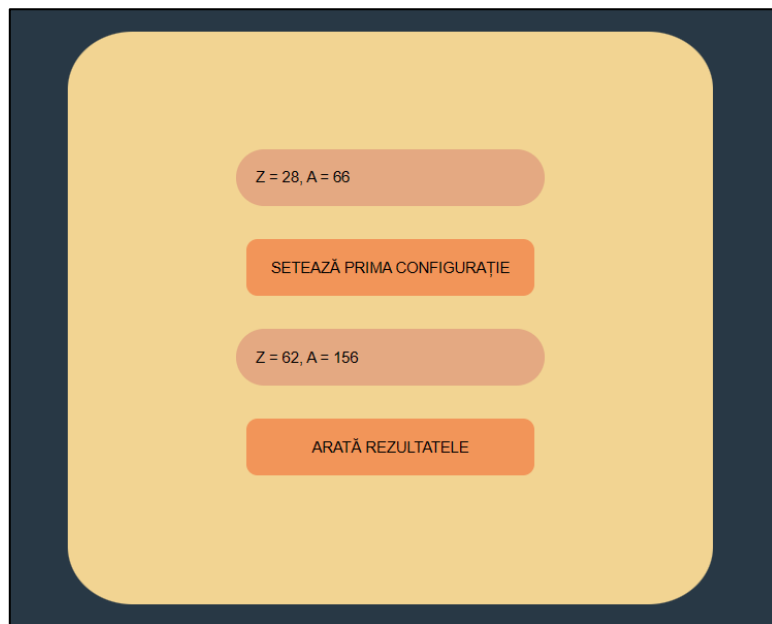 Z = 28, A = 66
SETEAZĂ PRIMA CONFIGURAȚIE
Z = 62, A = 156
ARATĂ REZULTATELE